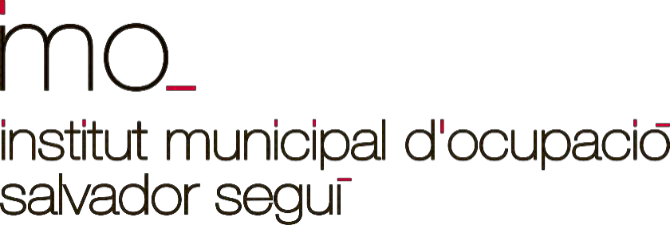 imo_
institut municipal d'ocupació
salvador seguí